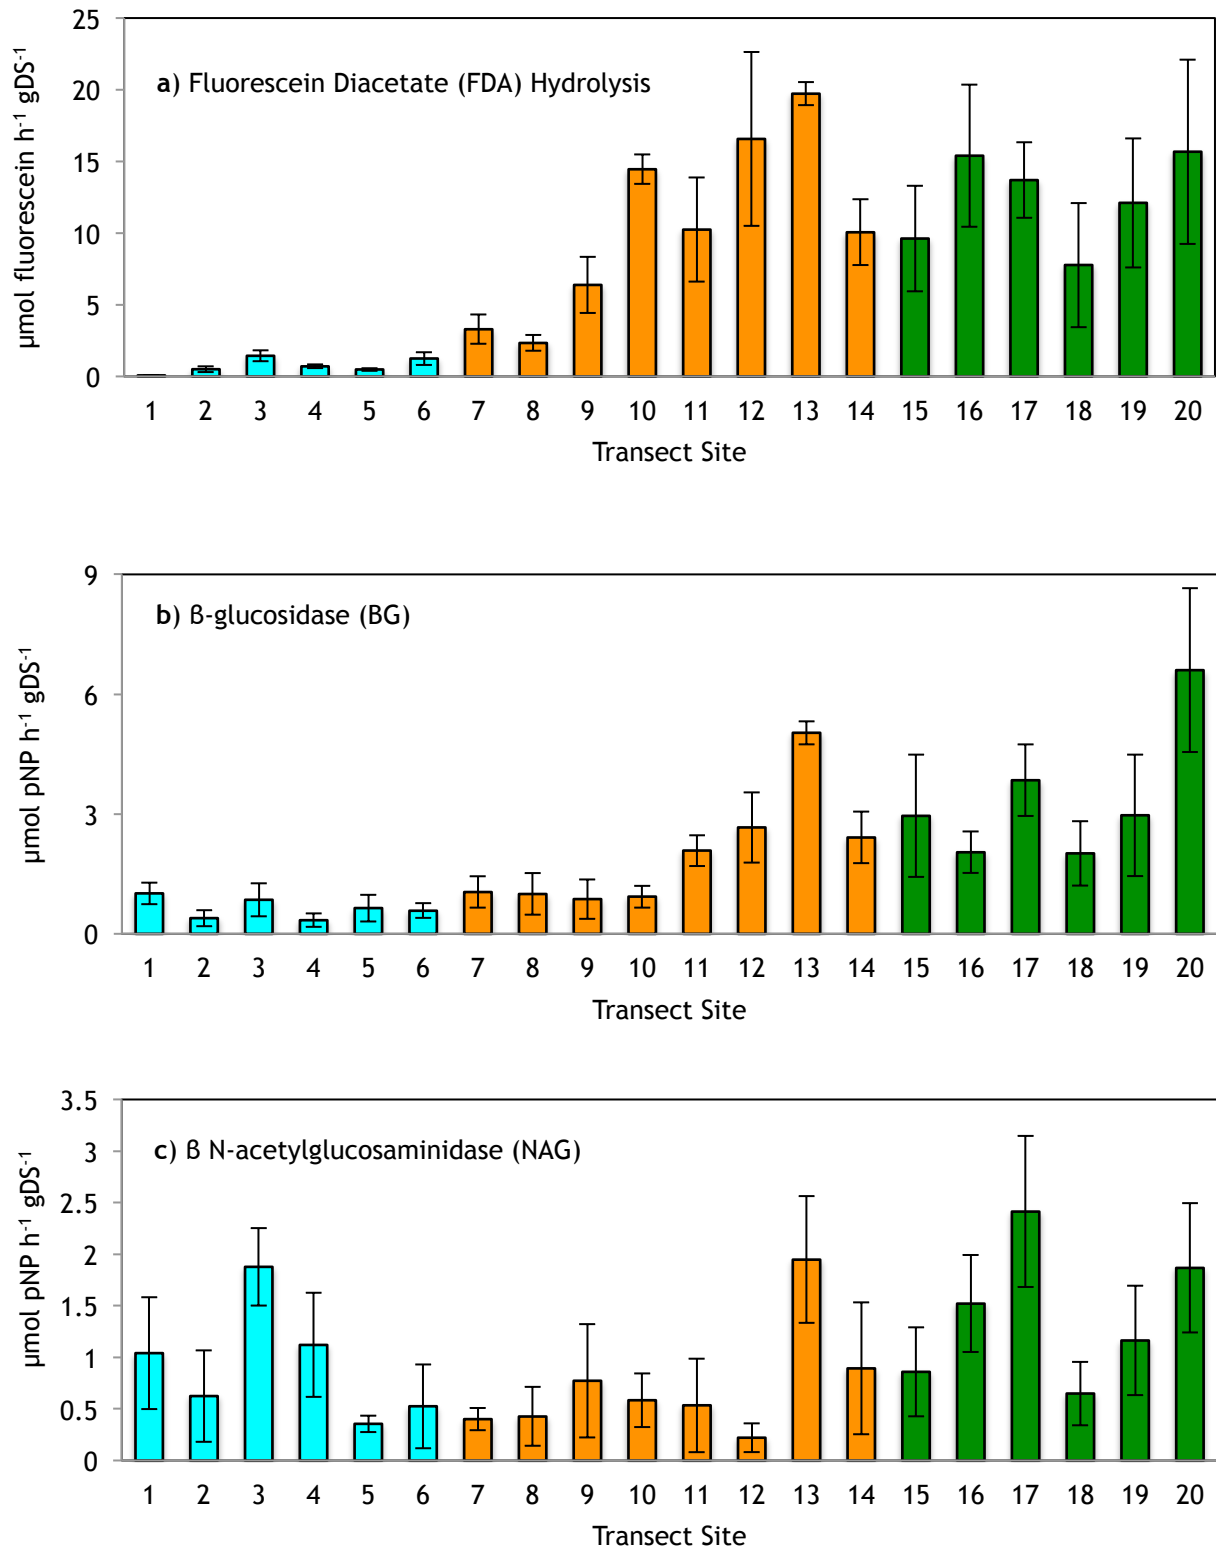 25
20
15
10
5
0
µmol fluorescein h-1 gDS-1
a) Fluorescein Diacetate (FDA) Hydrolysis
1 2 3 4 5 6 7 8 9 10 11 12 13 14 15 16 17 18 19 20
Transect Site
9
6
3
0
µmol pNP h-1 gDS-1
b) ß-glucosidase (BG)
1 2 3 4 5 6 7 8 9 10 11 12 13 14 15 16 17 18 19 20
Transect Site
3.5
3
2.5
2
1.5
1
0.5
0
µmol pNP h-1 gDS-1
c) ß N-acetylglucosaminidase (NAG)
1 2 3 4 5 6 7 8 9 10 11 12 13 14 15 16 17 18 19 20
Transect Site